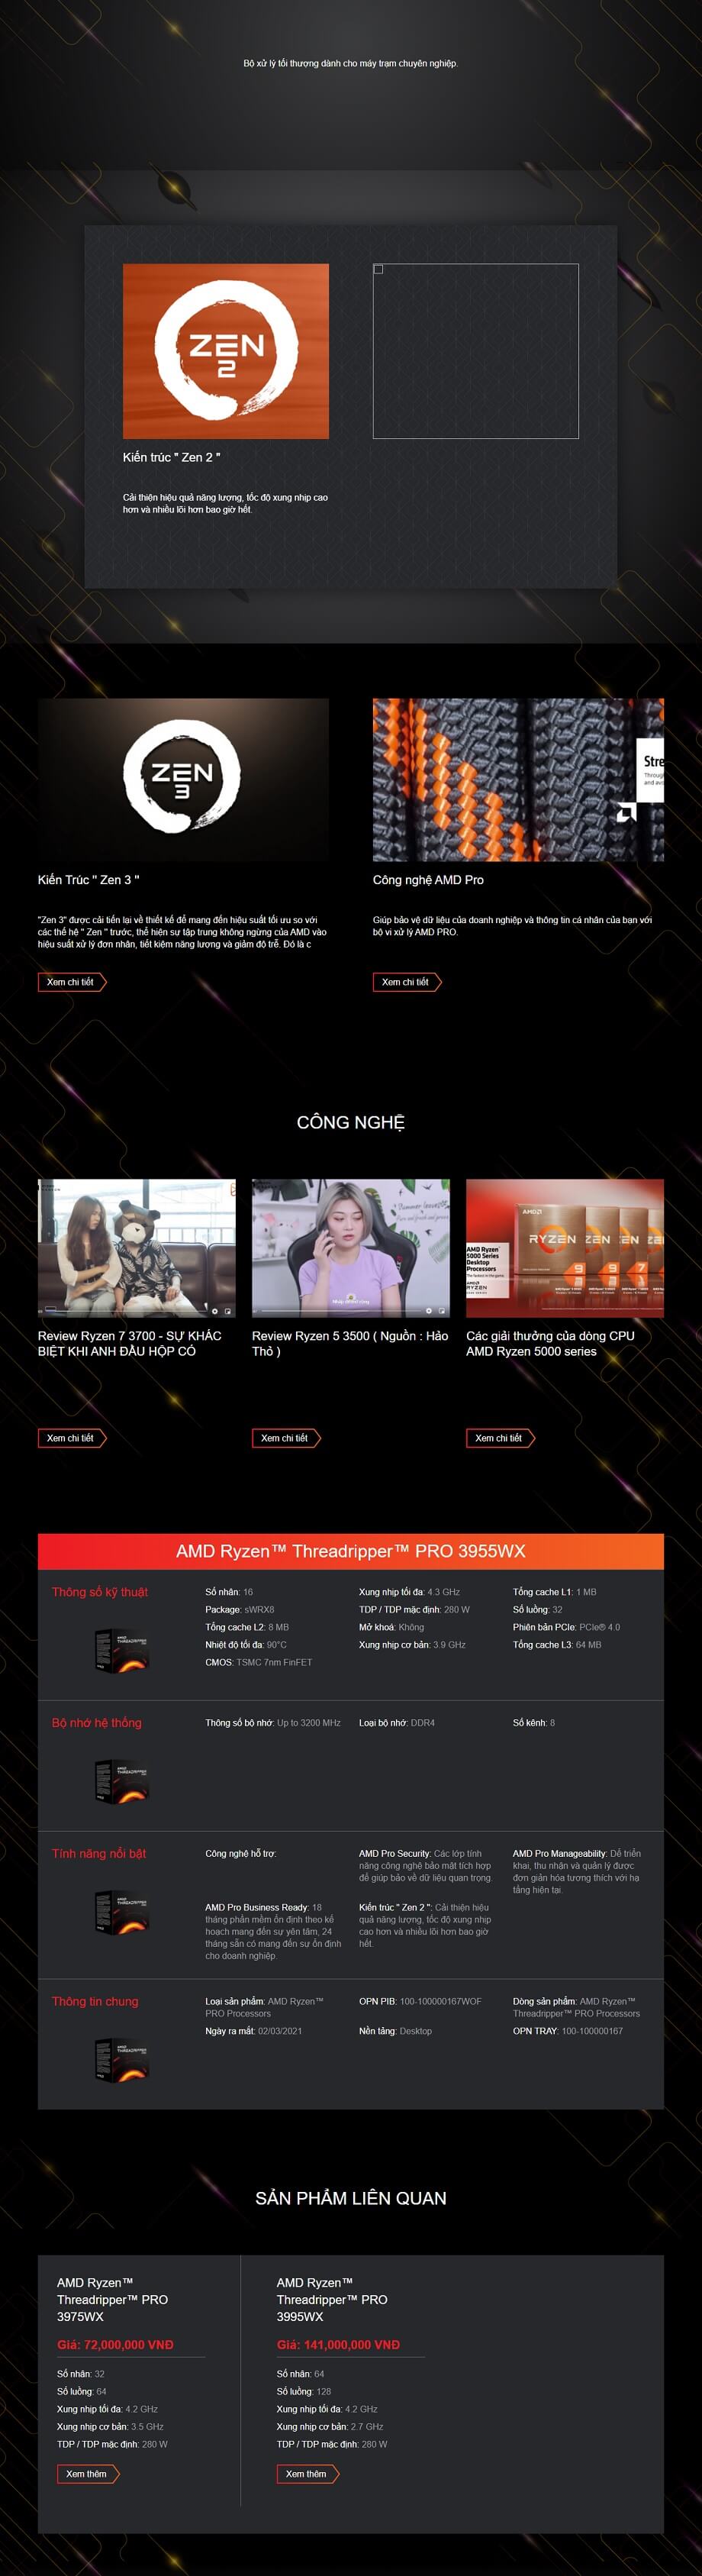 Bộ xử lý tối thượng dành cho máy trạm chuyên nghiệp.
ZEN
2
Kiến trúc " Zen 2 "
Cải thiện hiệu quả năng lượng, tốc độ xung nhịp cao
hơn và nhiều lõi hơn bao giờ hết.
ZEN
3
Kiến Trúc " Zen 3 "
"Zen 3" được cải tiến lại về thiết kế để mang đến hiệu suất tối ưu so với
các thế hệ " Zen " trước, thể hiện sự tập trung không ngừng của AMD vào
hiệu suất xử lý đơn nhân, tiết kiệm năng lượng và giảm độ trễ. Đó là c
Xem chi tiết
Stre
Throug
and au
Công nghệ AMD Pro
Giúp bảo vệ dữ liệu của doanh nghiệp và thông tin cá nhân của bạn với
bộ vi xử lý AMD PRO.
Xem chi tiết
CÔNG NGHỆ
Review Ryzen 7 3700 - SỰ KHÁC
BIỆT KHI ANH ĐẦU HỘP CÓ
Xem chi tiết
Review Ryzen 5 3500 ( Nguồn : Hảo
Thỏ )
Xem chi tiết
AMD
RYZEN
ZEN
ZEN
ZE
9
9
7
AMD Ryzen
5000 Series
Desktop
Processors
RYZEN
Các giải thưởng của dòng CPU
AMD Ryzen 5000 series
Xem chi tiết
AMD Ryzen™ Threadripper™ PRO 3955WX
Thông số kỹ thuật
Số nhân: 16
Xung nhịp tối đa: 4.3 GHz
Tổng cache L1: 1 MB
Package: sWRX8
TDP / TDP mặc định: 280 W
Số luồng: 32
Tổng cache L2: 8 MB
Mở khoá: Không
Phiên bản PCIe: PCIe® 4.0
Nhiệt độ tối đa: 90°C
Xung nhịp cơ bản: 3.9 GHz
Tổng cache L3: 64 MB
CMOS: TSMC 7nm FinFET
Bộ nhớ hệ thống
Thông số bộ nhớ: Up to 3200 MHz
Loại bộ nhớ: DDR4
Số kênh: 8
Tính năng nổi bật
Công nghệ hỗ trợ:
AMD Pro Security: Các lớp tính
năng công nghệ bảo mật tích hợp
để giúp bảo về dữ liệu quan trọng.
AMD Pro Manageability: Dễ triển
khai, thu nhận và quản lý được
đơn giản hóa tương thích với hạ
tầng hiện tại.
AMD Pro Business Ready: 18
tháng phần mềm ổn định theo kế
hoạch mang đến sự yên tâm, 24
tháng sẵn có mang đến sự ổn định
cho doanh nghiệp.
Kiến trúc " Zen 2 ": Cải thiện hiệu
quả năng lượng, tốc độ xung nhịp
cao hơn và nhiều lõi hơn bao giờ
hết.
Thông tin chung
Loại sản phẩm: AMD Ryzen™
PRO Processors
OPN PIB: 100-100000167WOF
Dòng sản phẩm: AMD Ryzen™
Threadripper™ PRO Processors
Ngày ra mắt: 02/03/2021
Nền tảng: Desktop
OPN TRAY: 100-100000167
SẢN PHẨM LIÊN QUAN
AMD Ryzen™
Threadripper™ PRO
3975WX
Giá: 72,000,000 VNĐ
Số nhân: 32
Số luồng: 64
Xung nhịp tối đa: 4.2 GHz
Xung nhịp cơ bản: 3.5 GHz
TDP / TDP mặc định: 280 W
Xem thêm
AMD Ryzen™
Threadripper™ PRO
3995WX
Giá: 141,000,000 VNĐ
Số nhân: 64
Số luồng: 128
Xung nhịp tối đa: 4.2 GHz
Xung nhịp cơ bản: 2.7 GHz
TDP / TDP mặc định: 280 W
Xem thêm